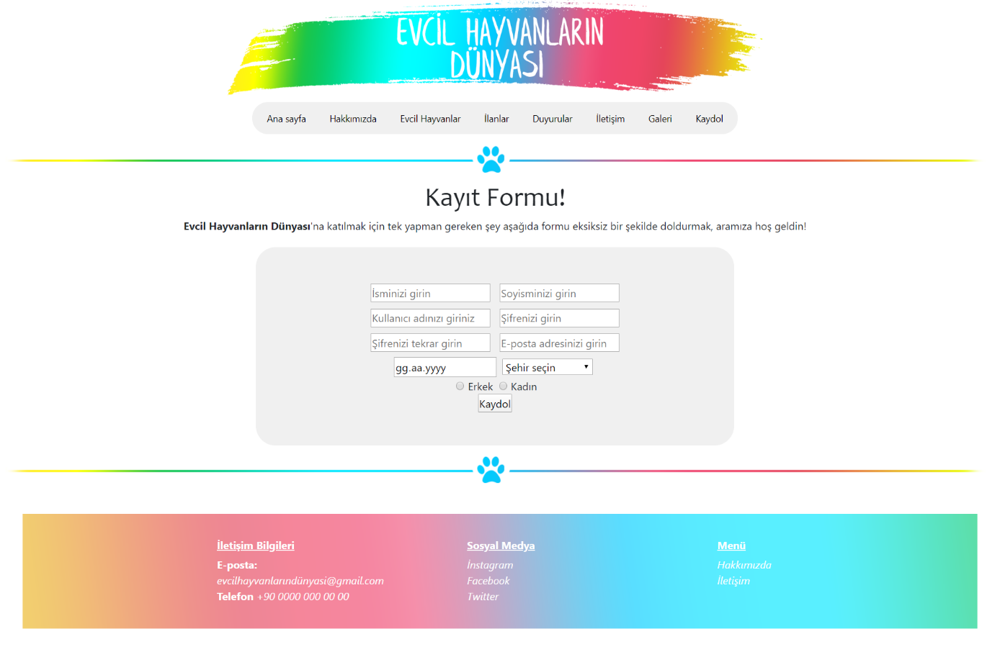 EVCİL HAYVANLARIN
DÜNYASI
Ana sayfa Hakkımızda Evcil Hayvanlar İlanlar Duyurular İletişim Galeri Kaydol
Kayıt Formu!
Evcil Hayvanların Dünyası'na katılmak için tek yapman gereken şey aşağıda formu eksiksiz bir şekilde doldurmak, aramıza hoş geldin!
İsminizi girin Soyisminizi girin
Kullanıcı adınızı giriniz Şifrenizi girin
Şifrenizi tekrar girin E-posta adresinizi girin
gg.aa.yyyy Şehir seçin
Erkek Kadın
Kaydol
İletişim Bilgileri
E-posta:
evcilhayvanlarındünyasi@gmail.com
Telefon +90 0000 000 00 00
Sosyal Medya
İnstagram
Facebook
Twitter
Menü
Hakkımızda
İletişim